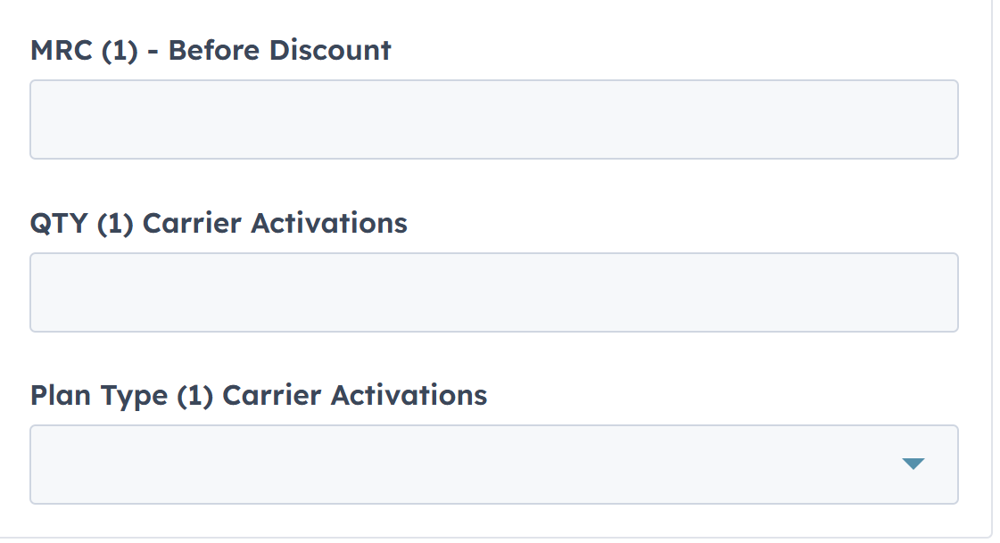 MRC (1) - Before Discount
QTY (1) Carrier Activations
Plan Type (1) Carrier Activations